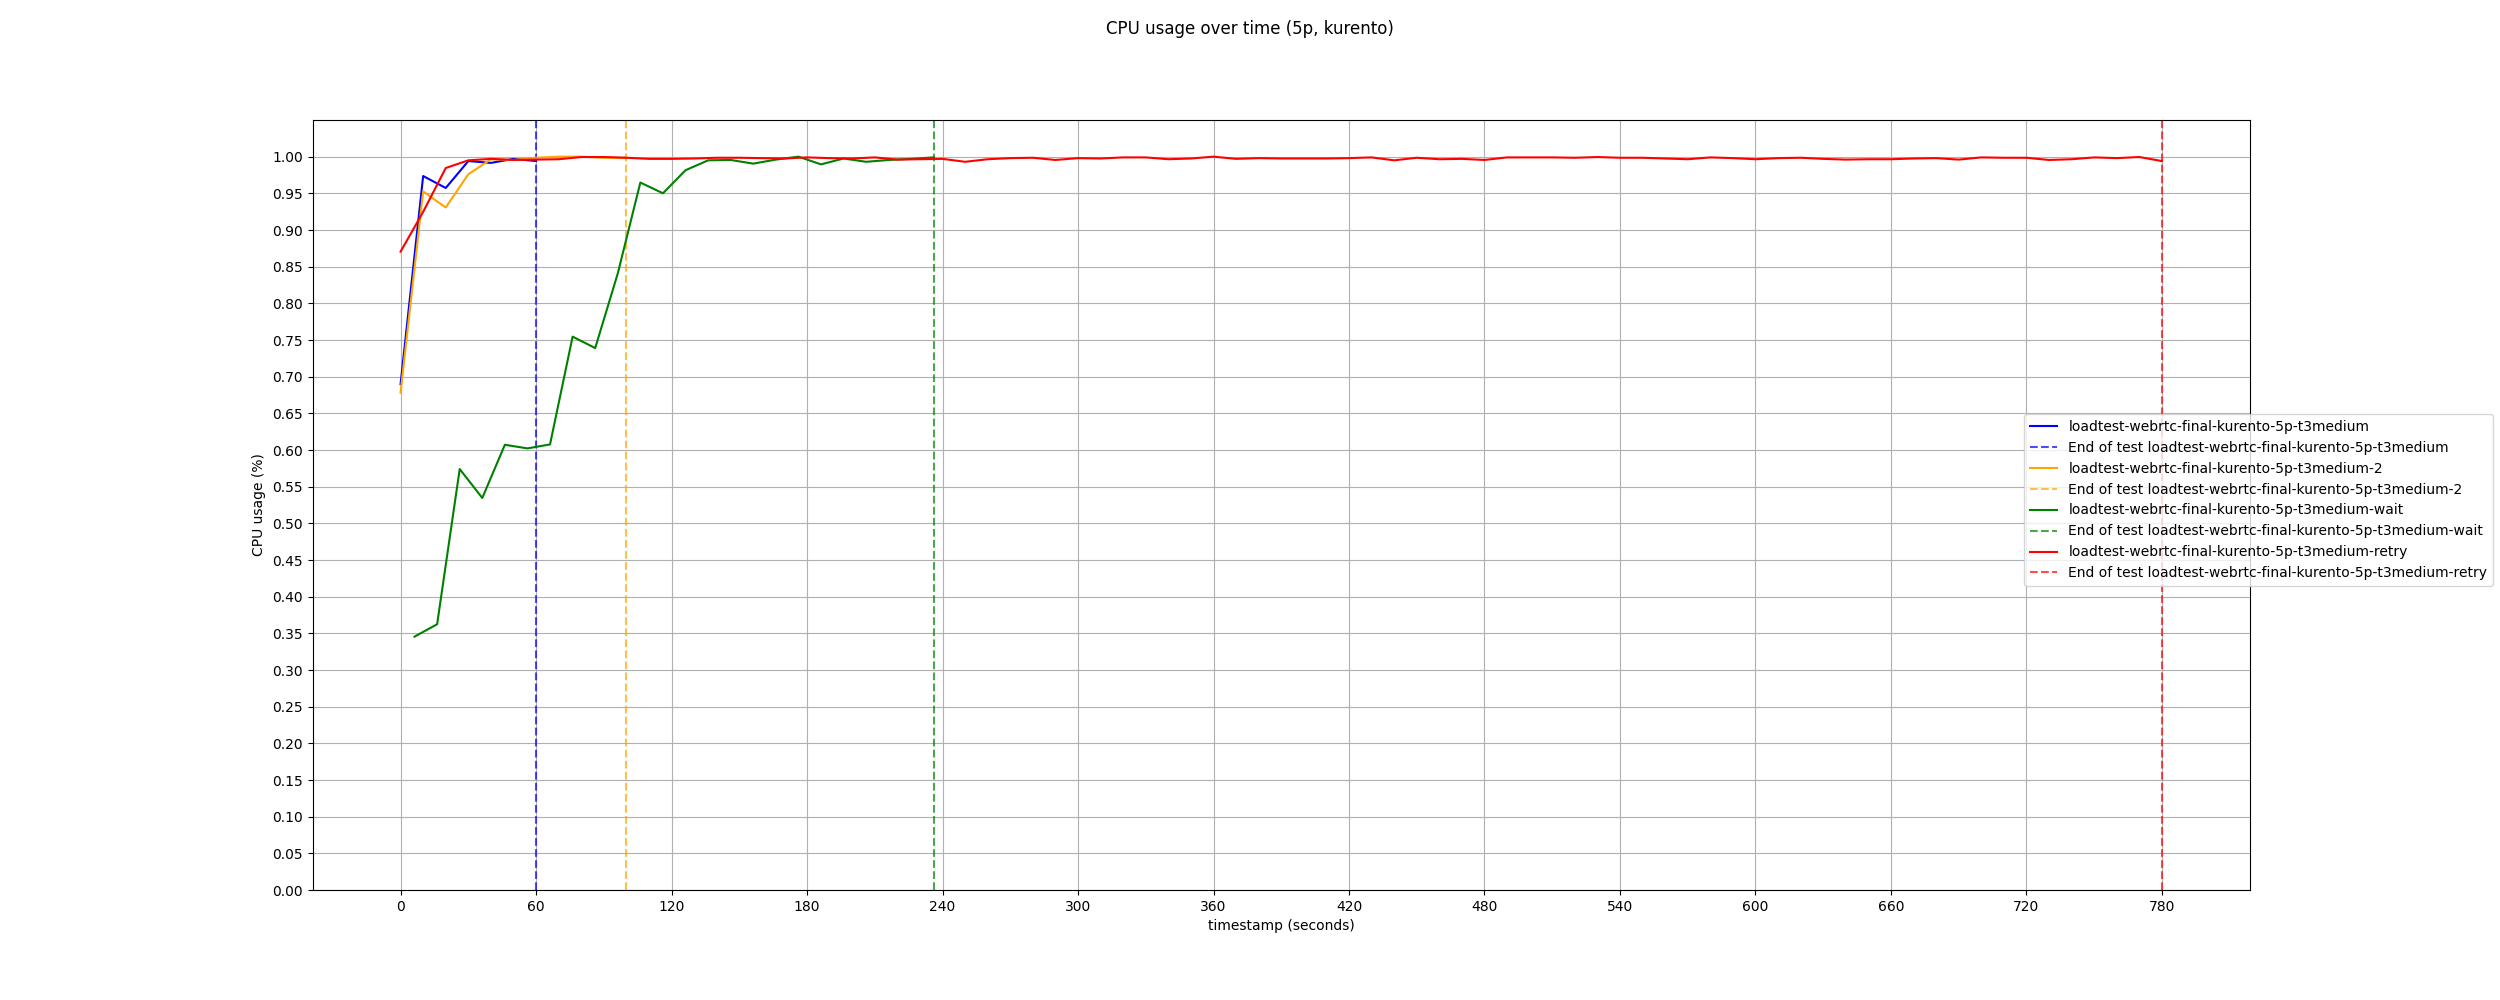 CPU usage over time (5p, kurento)
1.00
0.95
0.90
0.85
0.80
0.75
0.70
0.65
0.60
0.55
0.50
0.45
0.40
0.35
0.30
0.25
0.20
0.15
0.10
0.05
0.00
CPU usage (%)
loadtest-webrtc-final-kurento-5p-t3medium
End of test loadtest-webrtc-final-kurento-5p-t3medium
loadtest-webrtc-final-kurento-5p-t3medium-2
End of test loadtest-webrtc-final-kurento-5p-t3medium-2
loadtest-webrtc-final-kurento-5p-t3medium-wait
End of test loadtest-webrtc-final-kurento-5p-t3medium-wait
loadtest-webrtc-final-kurento-5p-t3medium-retry
End of test loadtest-webrtc-final-kurento-5p-t3medium-retry
0 60 120 180 240 300 360 420 480 540 600 660 720 780
timestamp (seconds)